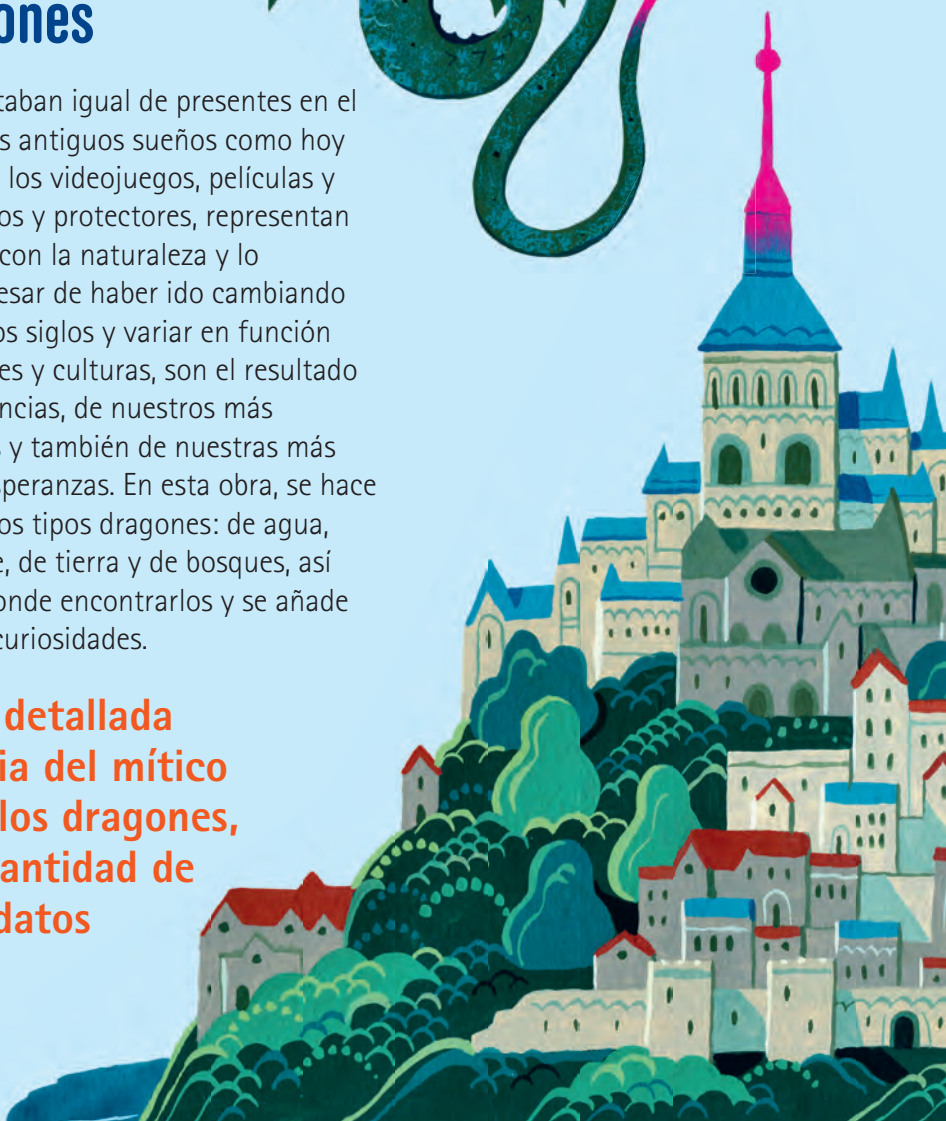 ones
taban igual de presentes en el
s antiguos sueños como hoy
los videojuegos, películas y
os y protectores, representan
con la naturaleza y lo
esar de haber ido cambiando
os siglos y variar en función
es y culturas, son el resultado
ncias, de nuestros más
s y también de nuestras más
speranzas. En esta obra, se hace
os tipos dragones: de agua,
e, de tierra y de bosques, así
onde encontrarlos y se añade
curiosidades.
detallada
ia del mítico
los dragones,
antidad de
datos